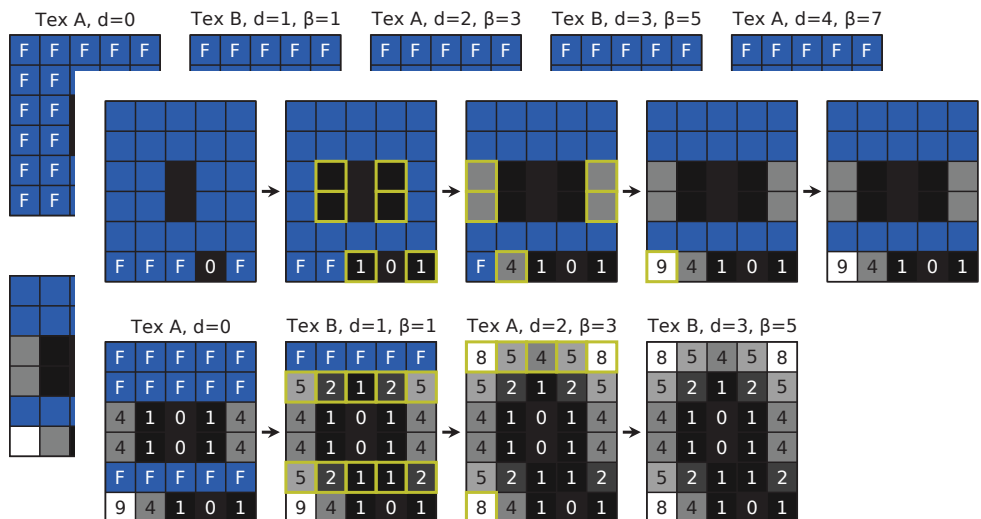 Tex A, d=0 Tex B, d=1, β=1 Tex A, d=2, β=3 Tex B, d=3, β=5 Tex A, d=4, β=7
F F F F F F F F F F F F F F F F F F F F F F F F F
F F
F F
F F
F F
F F
F F F 0 F F F 1 0 1 F 4 1 0 1 9 4 1 0 1 9 4 1 0 1
Tex A, d=0 Tex B, d=1, β=1 Tex A, d=2, β=3 Tex B, d=3, β=5
F F F F F F F F F F 8 5 4 5 8 8 5 4 5 8
F F F F F 5 2 1 2 5 5 2 1 2 5 5 2 1 2 5
4 1 0 1 4 4 1 0 1 4 4 1 0 1 4 4 1 0 1 4
4 1 0 1 4 4 1 0 1 4 4 1 0 1 4 4 1 0 1 4
F F F F F 5 2 1 1 2 5 2 1 1 2 5 2 1 1 2
9 4 1 0 1 9 4 1 0 1 8 4 1 0 1 8 4 1 0 1